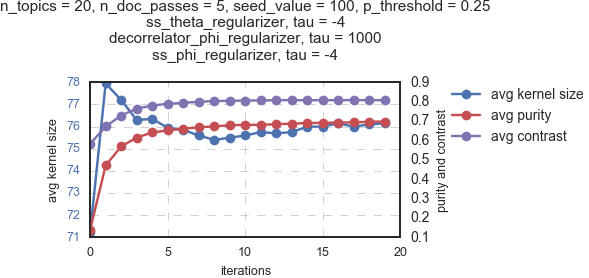 n_topics = 20, n_doc_passes = 5, seed_value = 100, p_threshold = 0.25
ss_theta_regularizer, tau = -4
decorrelator_phi_regularizer, tau = 1000
ss_phi_regularizer, tau = -4
78
77
76
75
74
73
72
71
avg kernel size
0
5
10
15
20
iterations
0.9
0.8
0.7
0.6
0.5
0.4
0.3
0.2
0.1
purity and contrast
avg kernel size
avg purity
avg contrast